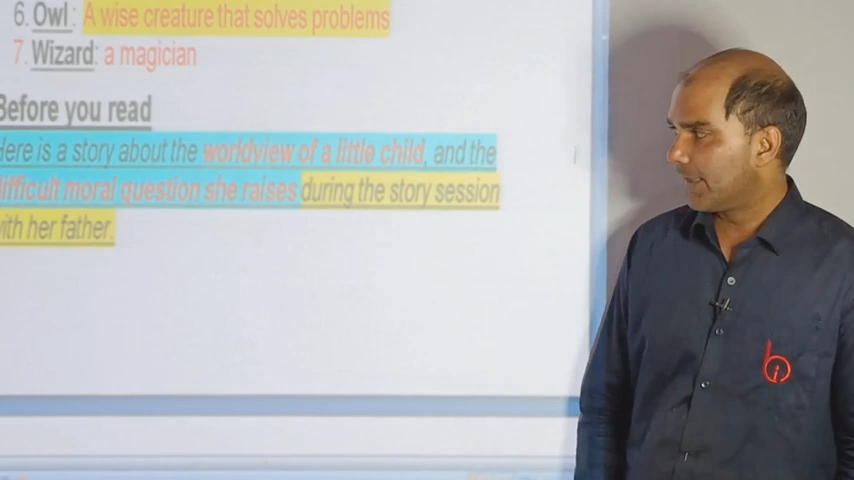 6. Owl: A wise creature that solves problems
7. Wizard: a magician
Before you read
Here is a story about the worldview of a little child, and the
difficult moral question she raises during the story session
with her father.